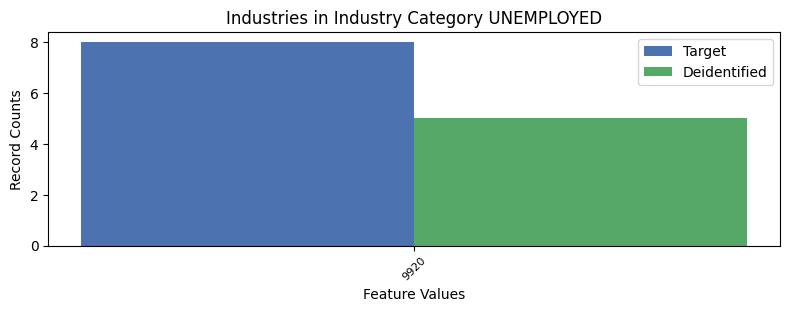 Industries in Industry Category UNEMPLOYED
Target
Deidentified
8
6
4
2
0
Record Counts
9920
Feature Values